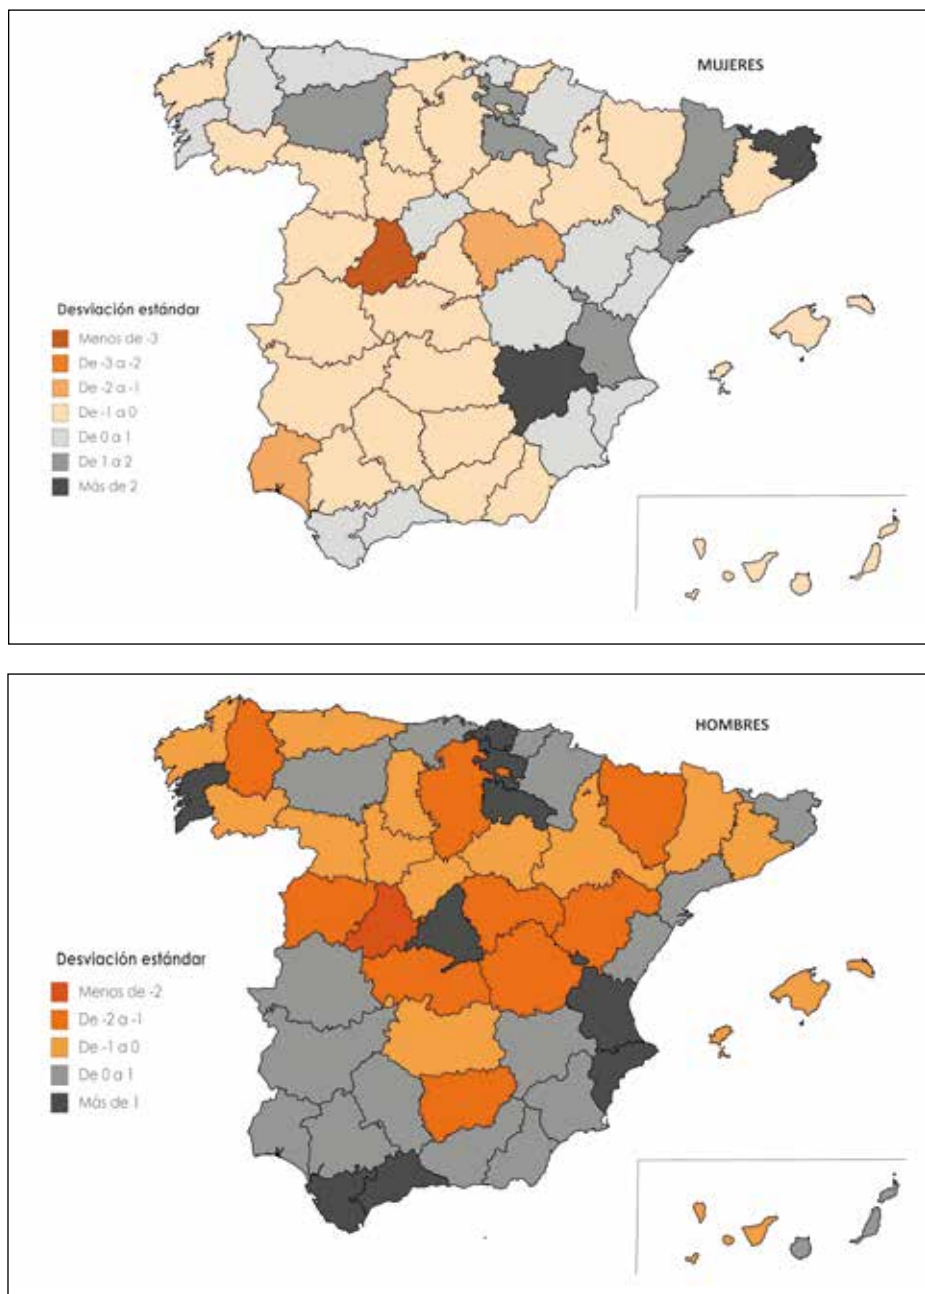 MUJERES
Desviación estándar
Menos de -3
De -3 a -2
De -2 a -1
De -1 a 0
De 0 a 1
De 1 a 2
Más de 2
HOMBRES
Desviación estándar
Menos de -2
De -2 a -1
De -1 a 0
De 0 a 1
Más de 1